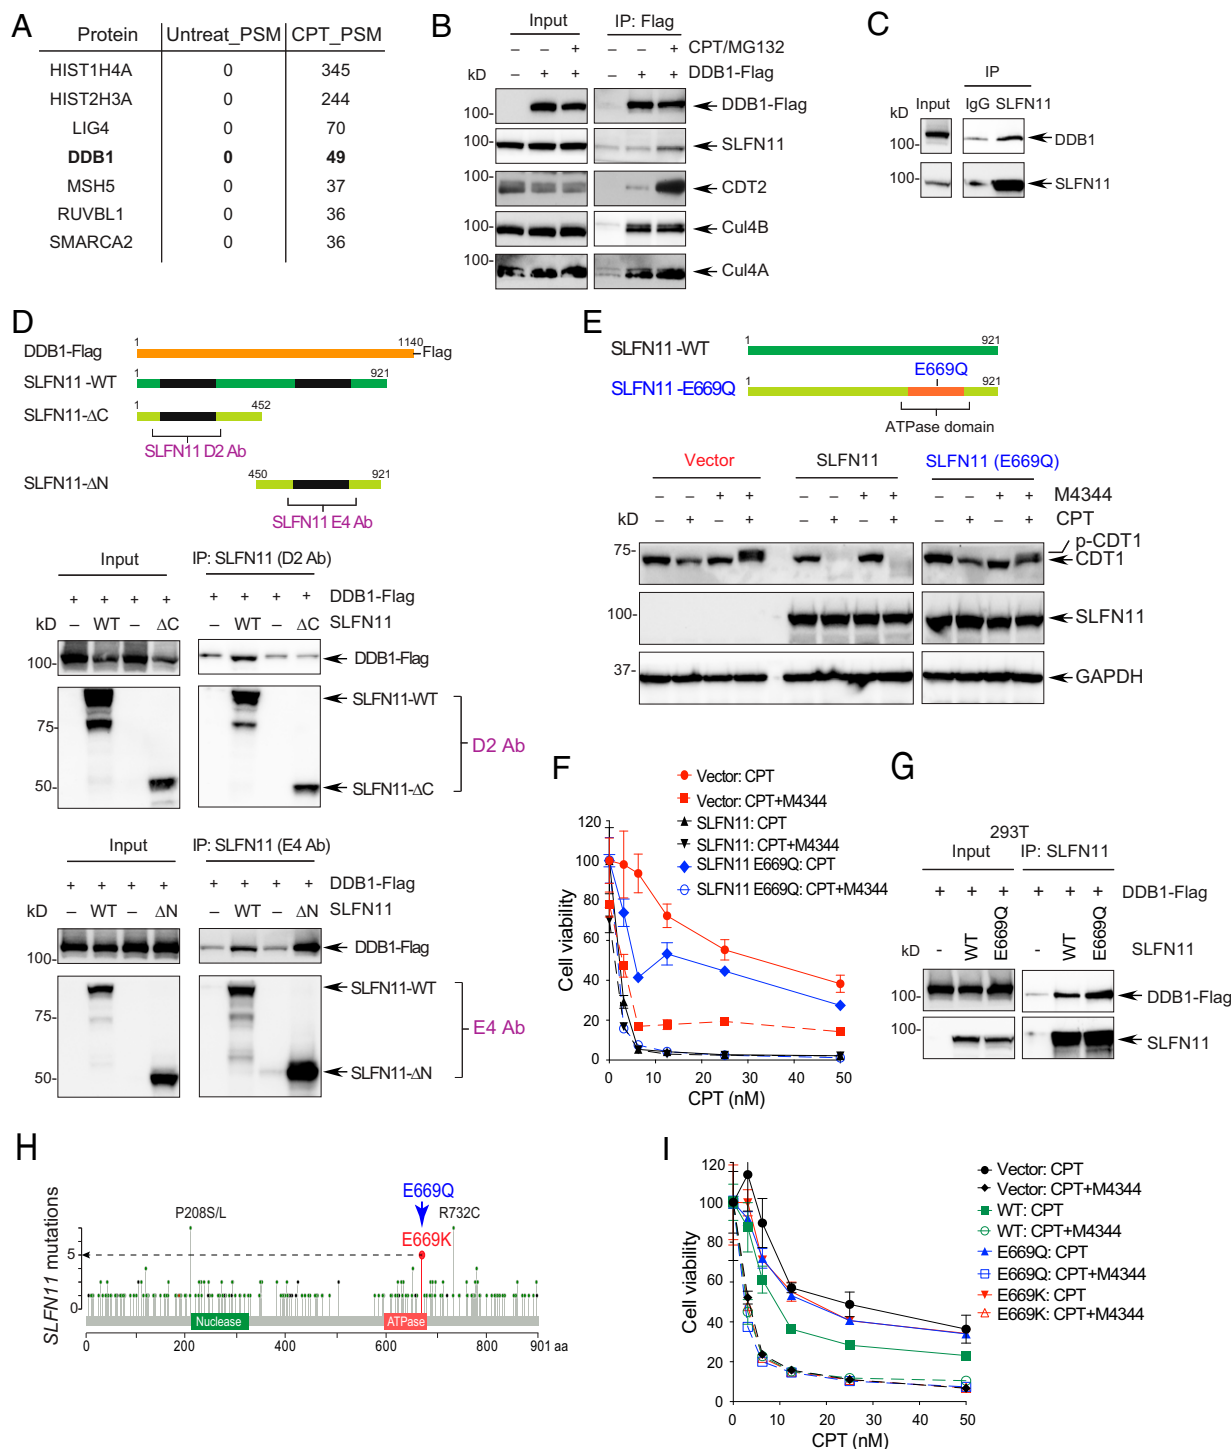 A
Protein Untreat_PSM CPT_PSM
HIST1H4A 0 345
HIST2H3A 0 244
LIG4 0 70
DDB1 0 49
MSH5 0 37
RUVBL1 0 36
SMARCA2 0 36
B
Input IP: Flag
– – + – – + CPT/MG132
kD – + + – + + DDB1-Flag
100- DDB1-Flag
100- SLFN11
100- CDT2
100- Cul4B
100- Cul4A
C
IP
Input IgG SLFN11
kD
100- DDB1
100- SLFN11
D
1 1140
DDB1-Flag Flag
1 921
SLFN11-WT
1 452
SLFN11-ΔC
SLFN11 D2 Ab
450 921
SLFN11-ΔN
SLFN11 E4 Ab
Input IP: SLFN11 (D2 Ab)
+ + + + + + + + DDB1-Flag
kD – WT – ΔC – WT – ΔC SLFN11
100- DDB1-Flag
SLFN11-WT
75-
D2 Ab
50- SLFN11-ΔC
Input IP: SLFN11 (E4 Ab)
+ + + + + + + + DDB1-Flag
kD – WT – ΔN – WT – ΔN SLFN11
100- DDB1-Flag
SLFN11-WT
75-
E4 Ab
50- SLFN11-ΔN
E
1 921
SLFN11-WT
E669Q
1 921
SLFN11-E669Q
ATPase domain
Vector SLFN11 SLFN11 (E669Q)
– – + + – – + + – – + + M4344
kD – + – + – + – + – + – + CPT
75- p-CDT1
CDT1
100- SLFN11
37- GAPDH
F
Vector: CPT
Vector: CPT+M4344
SLFN11: CPT
SLFN11: CPT+M4344
SLFN11 E669Q: CPT
SLFN11 E669Q: CPT+M4344
Cell viability
120
100
80
60
40
20
0
0 10 20 30 40 50
CPT (nM)
G
293T
Input IP: SLFN11
+ + + + + + DDB1-Flag
kD - WT E669Q - WT E669Q SLFN11
100- DDB1-Flag
100- SLFN11
H
E669Q
P208S/L E669K R732C
SLFN11 mutations
5
0
Nuclease ATPase
0 200 400 600 800 901 aa
I
Vector: CPT
Vector: CPT+M4344
WT: CPT
WT: CPT+M4344
E669Q: CPT
E669Q: CPT+M4344
E669K: CPT
E669K: CPT+M4344
Cell viability
120
100
80
60
40
20
0
0 10 20 30 40 50
CPT (nM)